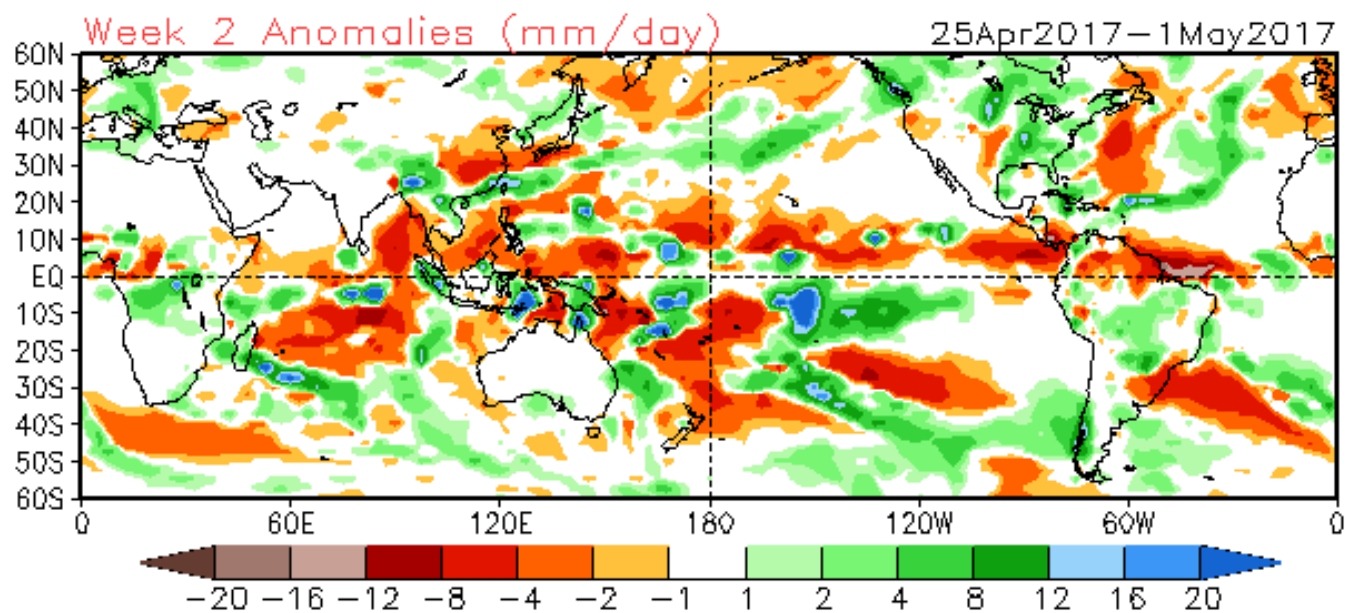 Week 2 Anomalies (mm/day) 25Apr2017-1May2017
60N
50N
40N
30N
20N
10N
EQ
10S
20S
30S
40S
50S
60S
0 60E 120E 180 120W 60W 0
-20 -16 -12 -8 -4 -2 -1 1 2 4 8 12 16 20